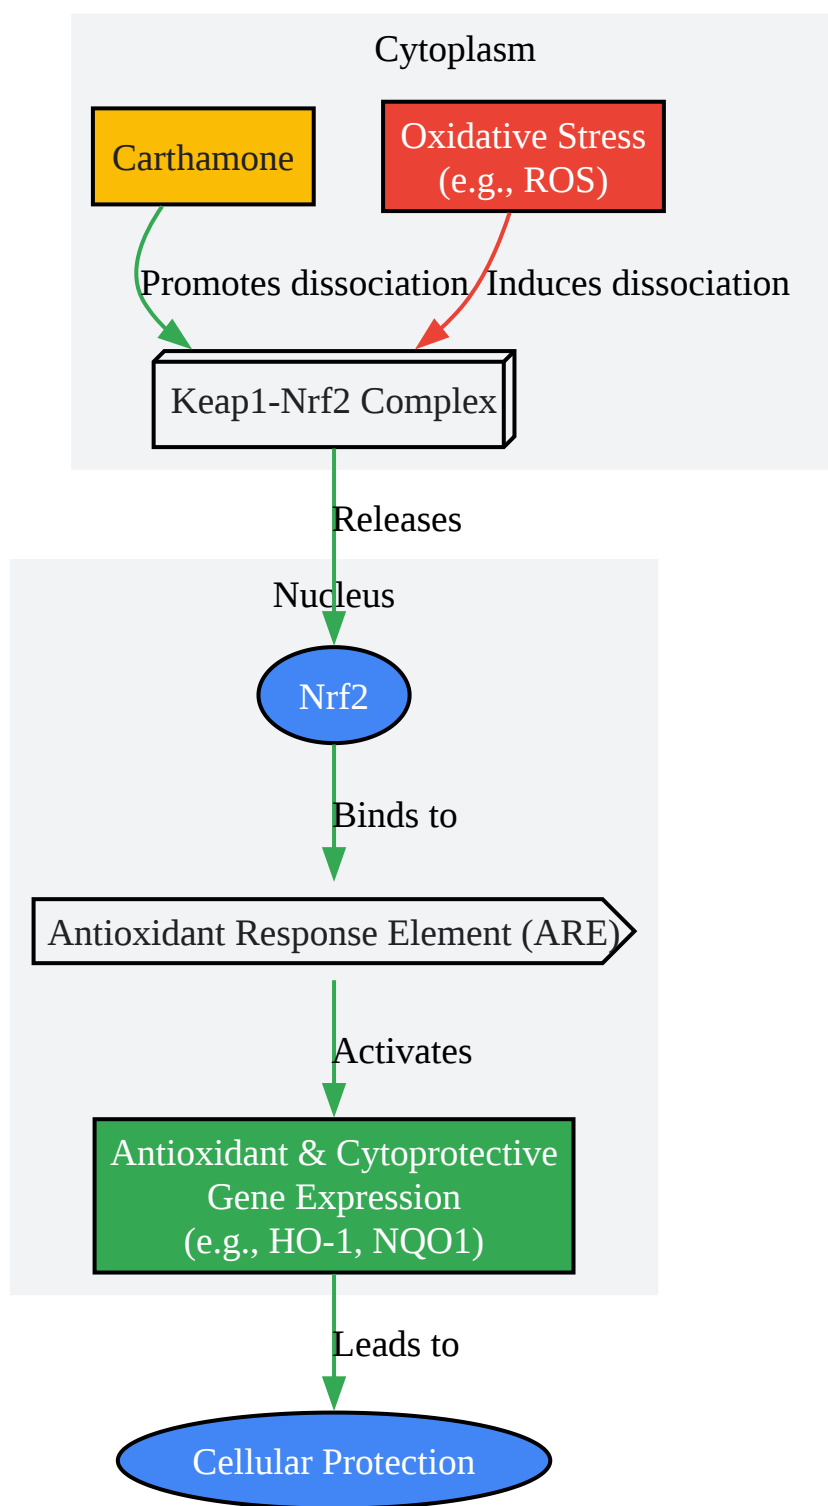 Cytoplasm
Carthamone
Oxidative Stress
(e.g., ROS)
Promotes dissociation
Induces dissociation
Keap1-Nrf2 Complex
Releases
Nucleus
Nrf2
Binds to
Antioxidant Response Element (ARE)
Activates
Antioxidant & Cytoprotective
Gene Expression
(e.g., HO-1, NQO1)
Leads to
Cellular Protection